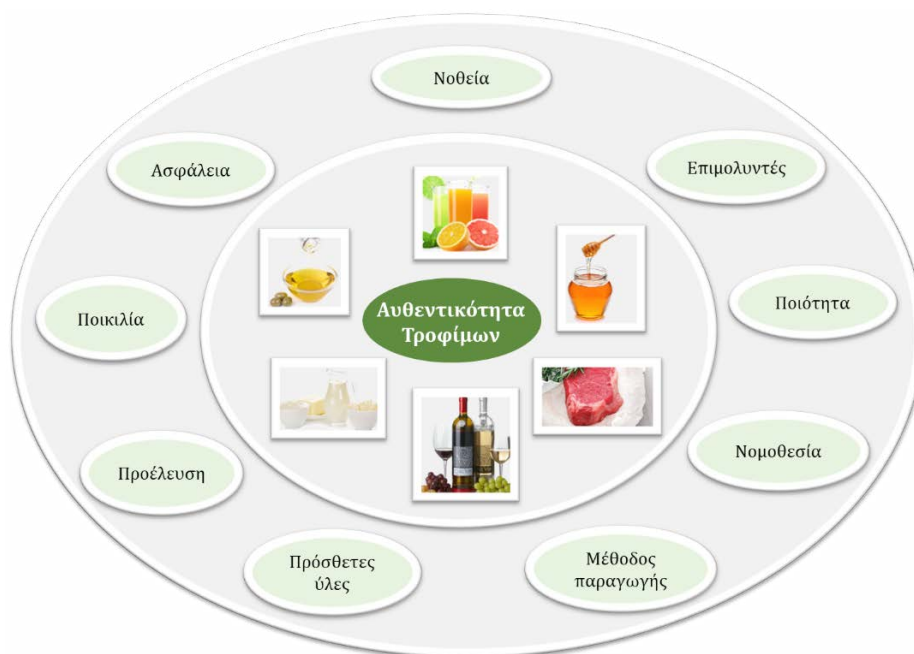 Νοθεία
Ασφάλεια
Επιμολυντές
Ποικιλία
Αυθεντικότητα
Τροφίμων
Ποιότητα
Προέλευση
Νομοθεσία
Πρόσθετες
ύλες
Μέθοδος
παραγωγής